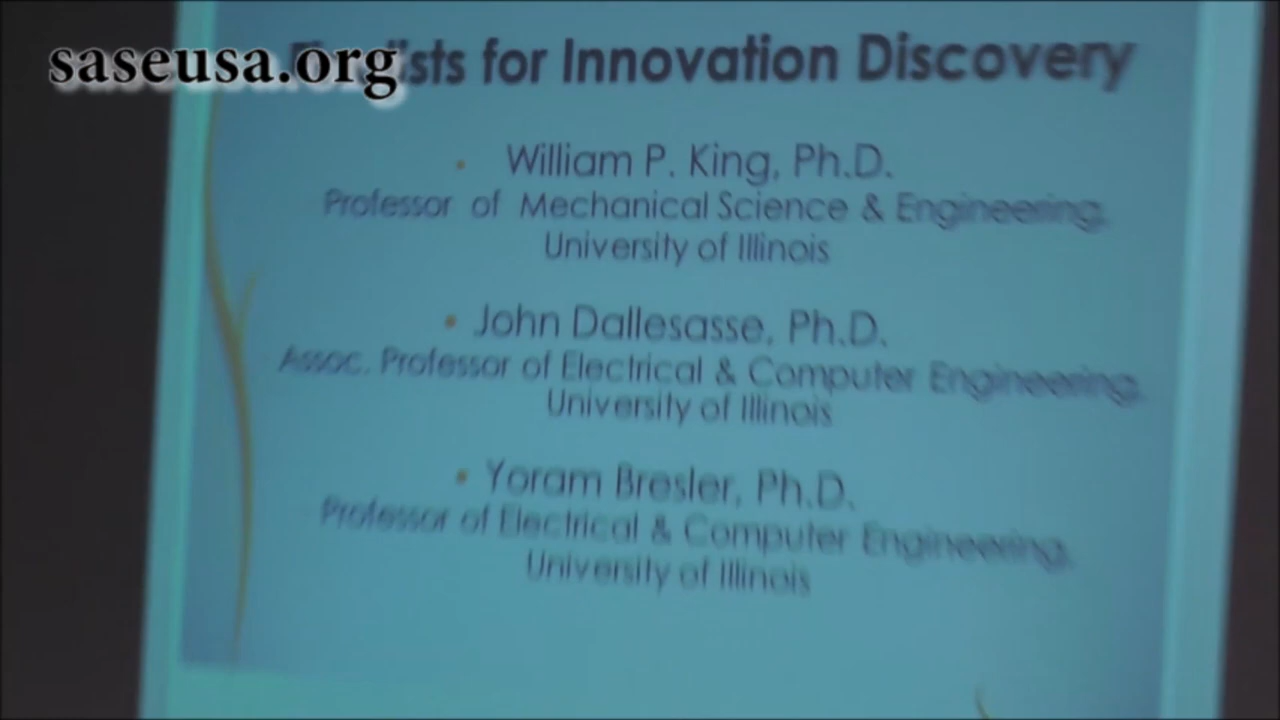 saseusa.org
for Innovation Discovery
• William P. King, Ph.D.
Professor of Mechanical Science & Engineering,
University of Illinois
• John Dallesasse, Ph.D.
Assoc. Professor of Electrical & Computer Engineering,
University of Illinois
• Yoram Bresler, Ph.D.
Professor of Electrical & Computer Engineering,
University of Illinois